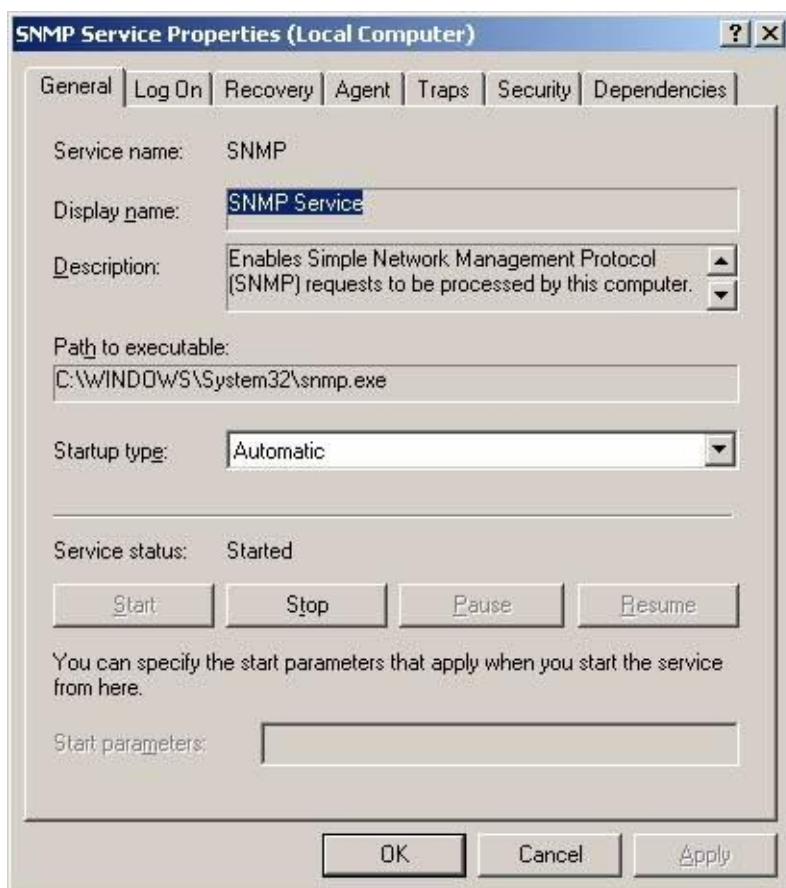 SNMP Service Properties (Local Computer)
General Log On Recovery Agent Traps Security Dependencies
Service name: SNMP
Display name: SNMP Service
Description: Enables Simple Network Management Protocol
(SNMP) requests to be processed by this computer.
Path to executable:
C:\WINDOWS\System32\snmp.exe
Startup type: Automatic
Service status: Started
Start Stop Pause Resume
You can specify the start parameters that apply when you start the service
from here.
Start parameters:
OK Cancel Apply